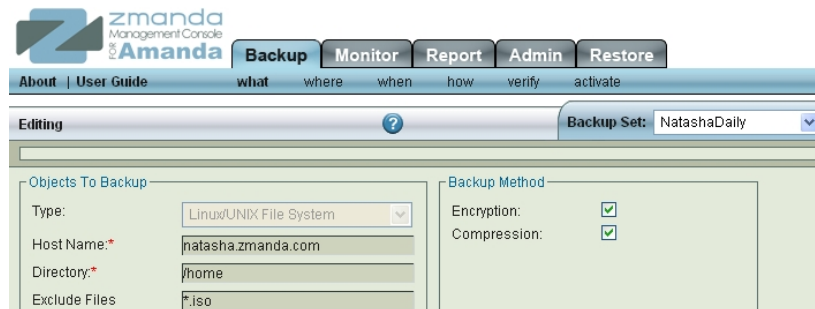 zmanda
Management Console
FOR Amanda
Backup Monitor Report Admin Restore
About | User Guide what where when how verify activate
Editing ? Backup Set: NatashaDaily
Objects To Backup
Type: Linux/UNIX File System
Host Name:* natasha.zmanda.com
Directory:* /home
Exclude Files *.iso
Backup Method
Encryption:
Compression: